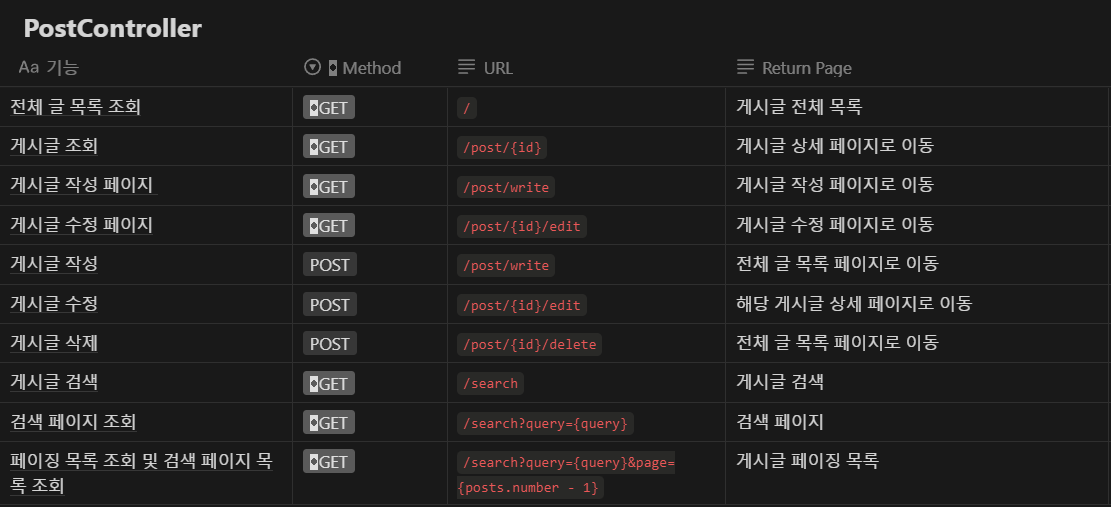 PostController
Aa 기능 Method URL Return Page
전체 글 목록 조회 GET / 게시글 전체 목록
게시글 조회 GET /post/{id} 게시글 상세 페이지로 이동
게시글 작성 페이지 GET /post/write 게시글 작성 페이지로 이동
게시글 수정 페이지 GET /post/{id}/edit 게시글 수정 페이지로 이동
게시글 작성 POST /post/write 전체 글 목록 페이지로 이동
게시글 수정 POST /post/{id}/edit 해당 게시글 상세 페이지로 이동
게시글 삭제 POST /post/{id}/delete 전체 글 목록 페이지로 이동
게시글 검색 GET /search 게시글 검색
검색 페이지 조회 GET /search?query={query} 검색 페이지
페이징 목록 조회 및 검색 페이지 목 GET /search?query={query}&page= 게시글 페이징 목록
록 조회 {posts.number - 1}